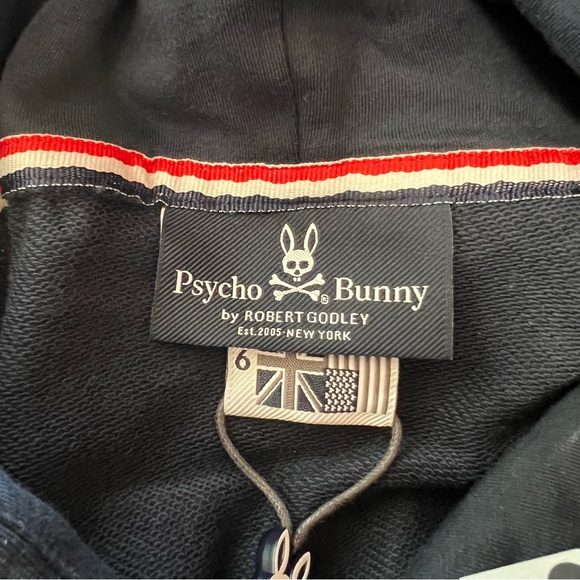 Psycho Bunny
by ROBERT GODLEY
Est. 2005-NEW YORK
6